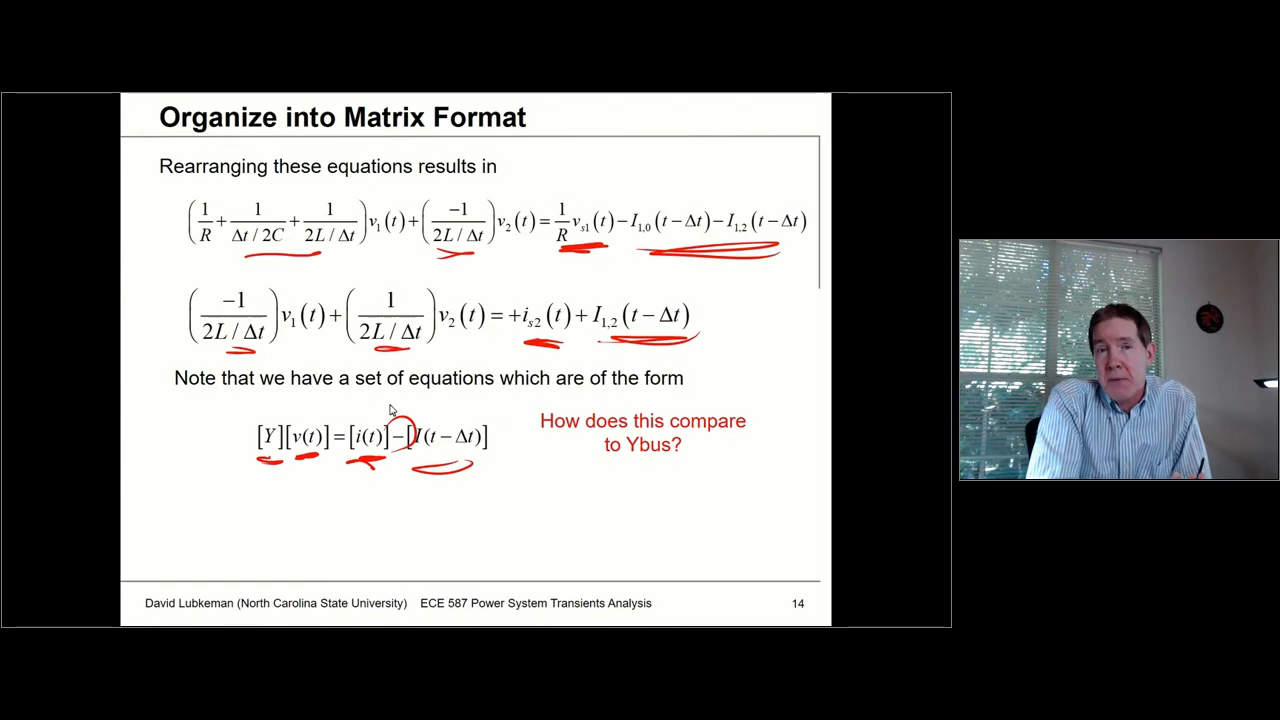 Organize into Matrix Format
Rearranging these equations results in
(1/R + 1/(Δt / 2C) + 1/(2L / Δt)) v₁(t) + (−1/(2L / Δt)) v₂(t) = 1/R vₛ₁(t) − I₁,₀(t − Δt) − I₁,₂(t − Δt)
(−1/(2L / Δt)) v₁(t) + (1/(2L / Δt)) v₂(t) = +iₛ₂(t) + I₁,₂(t − Δt)
Note that we have a set of equations which are of the form
[Y][v(t)] = [i(t)] − [I(t − Δt)]
How does this compare
to Ybus?
David Lubkeman (North Carolina State University) ECE 587 Power System Transients Analysis 14